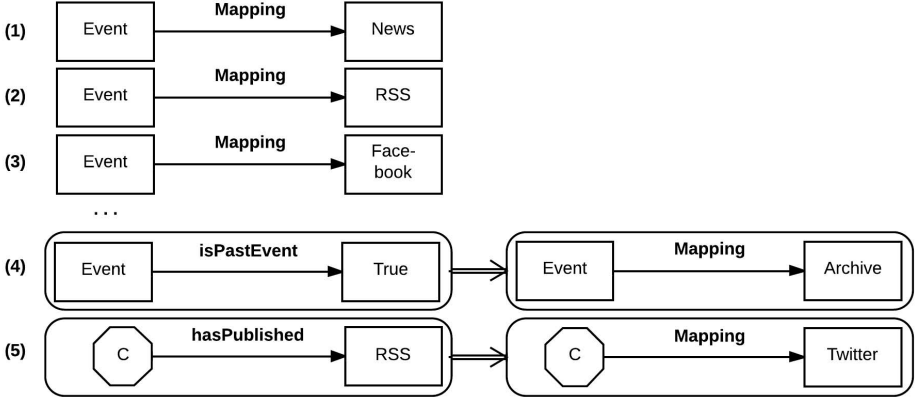 Mapping
(1) Event News
Mapping
(2) Event RSS
Mapping
(3) Event Face-
book
...
isPastEvent Mapping
(4) Event True Event Archive
hasPublished Mapping
(5) C RSS C Twitter